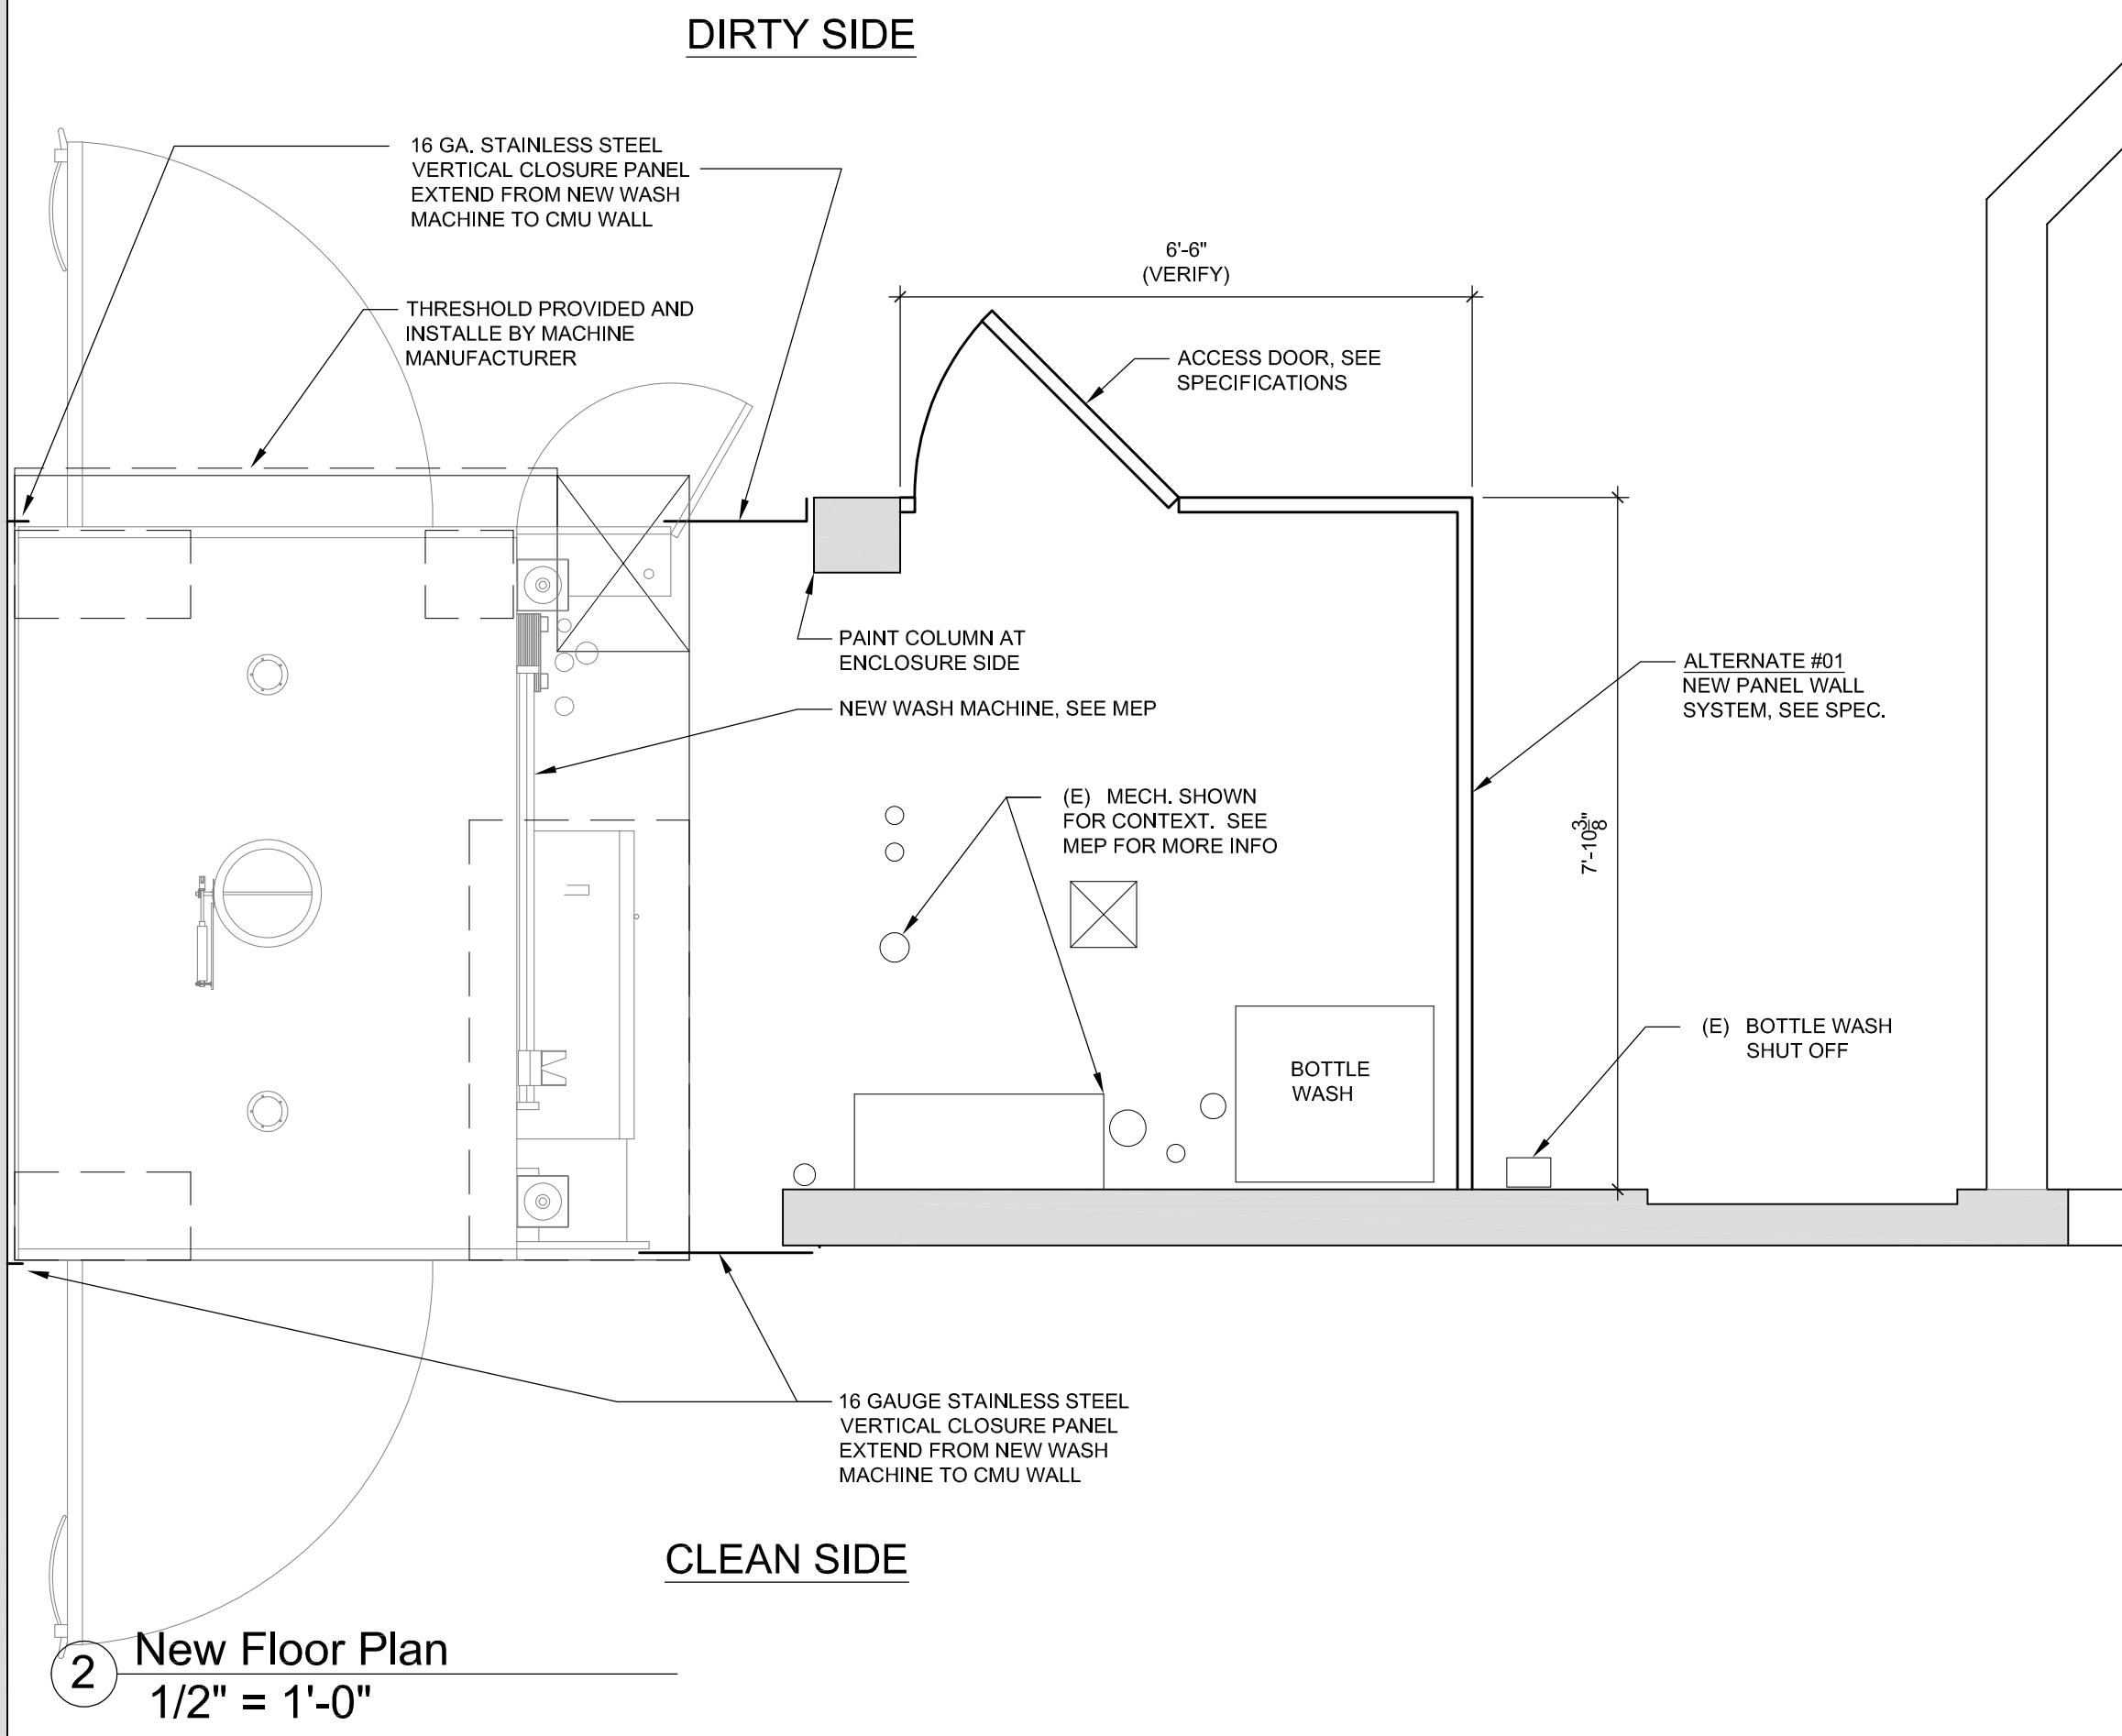 DIRTY SIDE
16 GA. STAINLESS STEEL
VERTICAL CLOSURE PANEL
EXTEND FROM NEW WASH
MACHINE TO CMU WALL
6'-6"
(VERIFY)
THRESHOLD PROVIDED AND
INSTALLE BY MACHINE
MANUFACTURER
ACCESS DOOR, SEE
SPECIFICATIONS
PAINT COLUMN AT
ENCLOSURE SIDE
ALTERNATE #01
NEW PANEL WALL
SYSTEM, SEE SPEC.
NEW WASH MACHINE, SEE MEP
(E) MECH. SHOWN
FOR CONTEXT. SEE
MEP FOR MORE INFO
7'-10 3/8"
(E) BOTTLE WASH
SHUT OFF
BOTTLE
WASH
16 GAUGE STAINLESS STEEL
VERTICAL CLOSURE PANEL
EXTEND FROM NEW WASH
MACHINE TO CMU WALL
CLEAN SIDE
2 New Floor Plan
1/2" = 1'-0"